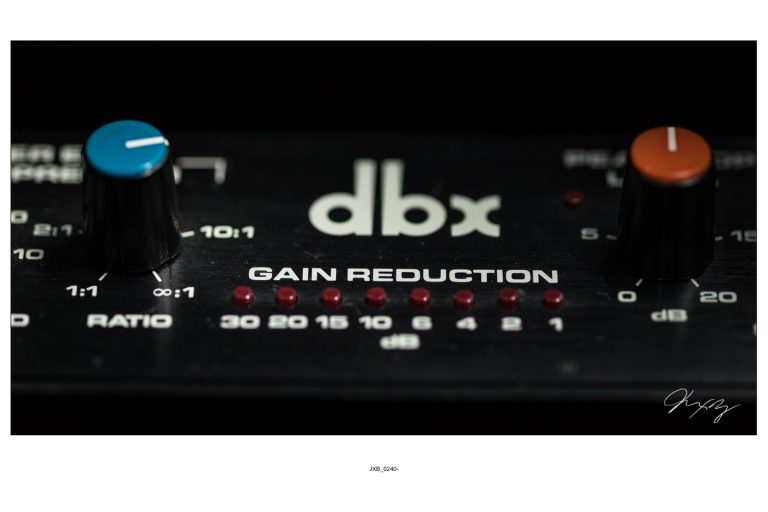 dbx
2:1
10:1
10
1:1
∞:1
RATIO
GAIN REDUCTION
30 20 15 10 6 4 2 1
dB
5
15
0
20
dB
JXB_0240-